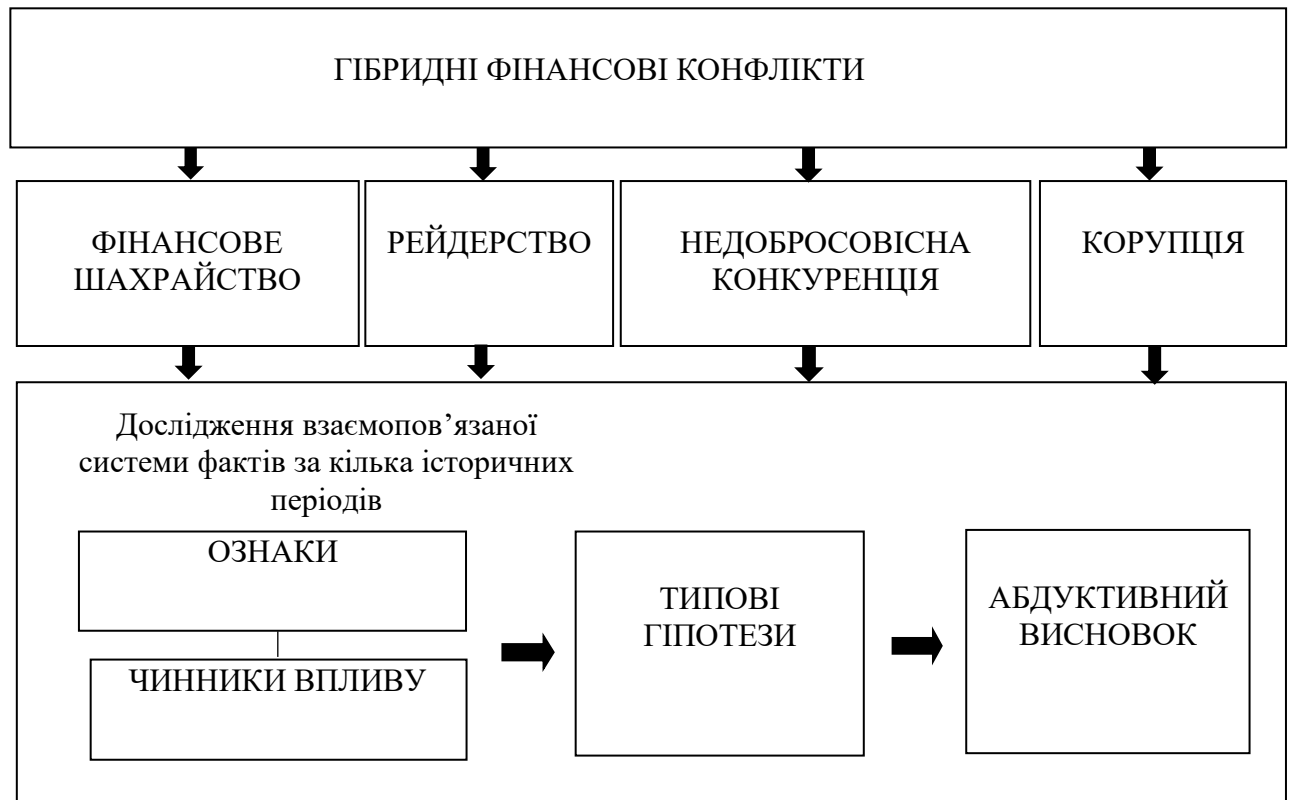 ГІБРИДНІ ФІНАНСОВІ КОНФЛІКТИ
ФІНАНСОВЕ
ШАХРАЙСТВО
РЕЙДЕРСТВО
НЕДОБРОСОВІСНА
КОНКУРЕНЦІЯ
КОРУПЦІЯ
Дослідження взаємопов’язаної
системи фактів за кілька історичних
періодів
ОЗНАКИ
ЧИННИКИ ВПЛИВУ
ТИПОВІ
ГІПОТЕЗИ
АБДУКТИВНИЙ
ВИСНОВОК